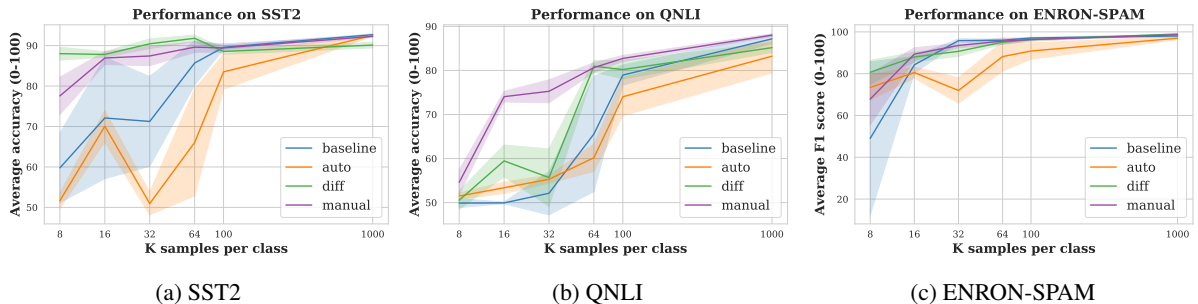 Performance on SST2
Average accuracy (0-100)
90
80
70
60
50
baseline
auto
diff
manual
8 16 32 64 100 1000
K samples per class
(a) SST2
Performance on QNLI
Average accuracy (0-100)
90
80
70
60
50
baseline
auto
diff
manual
8 16 32 64 100 1000
K samples per class
(b) QNLI
Performance on ENRON-SPAM
Average F1 score (0-100)
100
80
60
40
20
baseline
auto
diff
manual
8 16 32 64 100 1000
K samples per class
(c) ENRON-SPAM